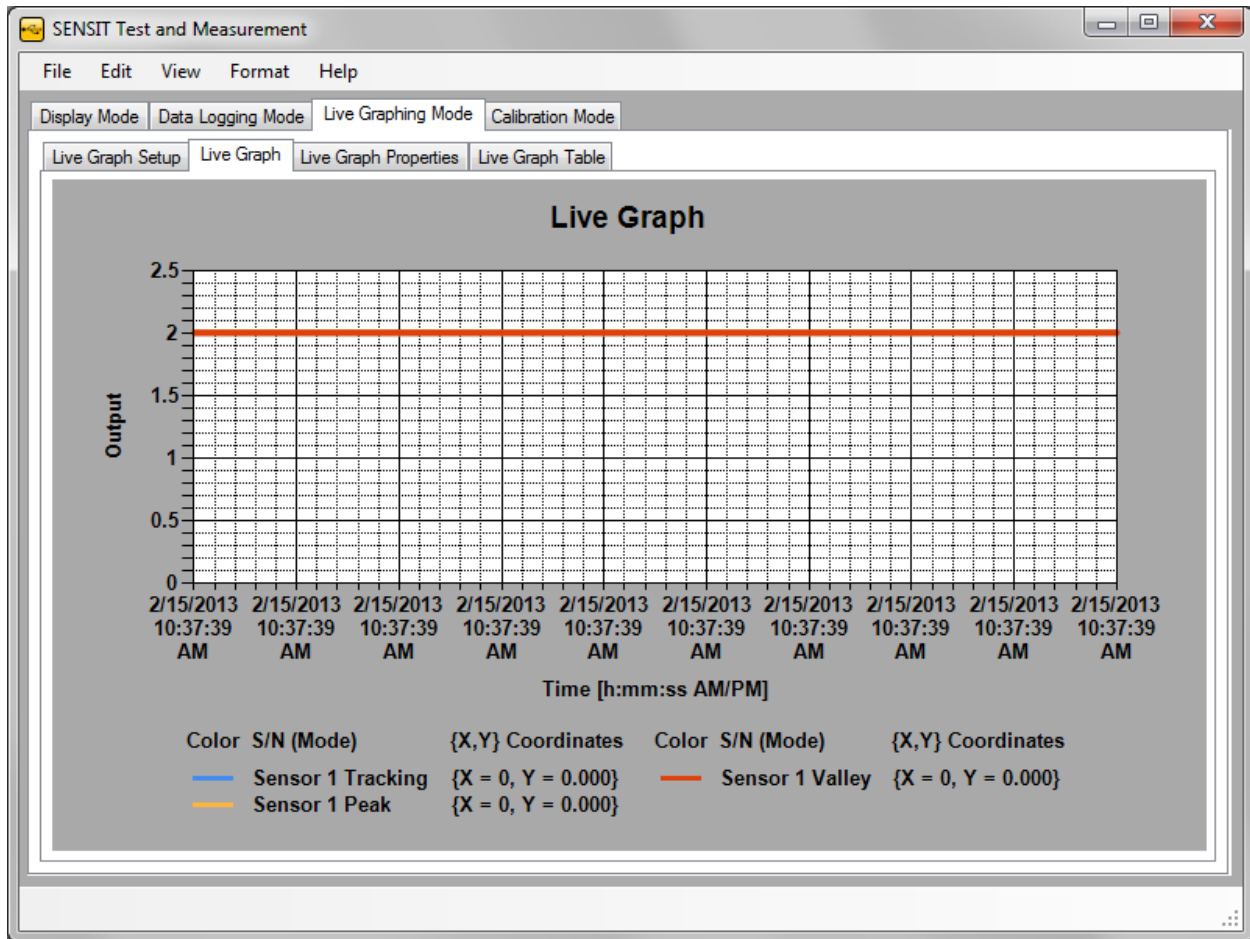 SENSIT Test and Measurement
File Edit View Format Help
Display Mode Data Logging Mode Live Graphing Mode Calibration Mode
Live Graph Setup Live Graph Live Graph Properties Live Graph Table
Live Graph
2.5
2
1.5
1
0.5
0
Output
2/15/2013 2/15/2013 2/15/2013 2/15/2013 2/15/2013 2/15/2013 2/15/2013 2/15/2013 2/15/2013 2/15/2013
10:37:39 10:37:39 10:37:39 10:37:39 10:37:39 10:37:39 10:37:39 10:37:39 10:37:39 10:37:39
AM AM AM AM AM AM AM AM AM AM
Time [h:mm:ss AM/PM]
Color S/N (Mode) {X,Y} Coordinates Color S/N (Mode) {X,Y} Coordinates
Sensor 1 Tracking {X = 0, Y = 0.000} Sensor 1 Valley {X = 0, Y = 0.000}
Sensor 1 Peak {X = 0, Y = 0.000}